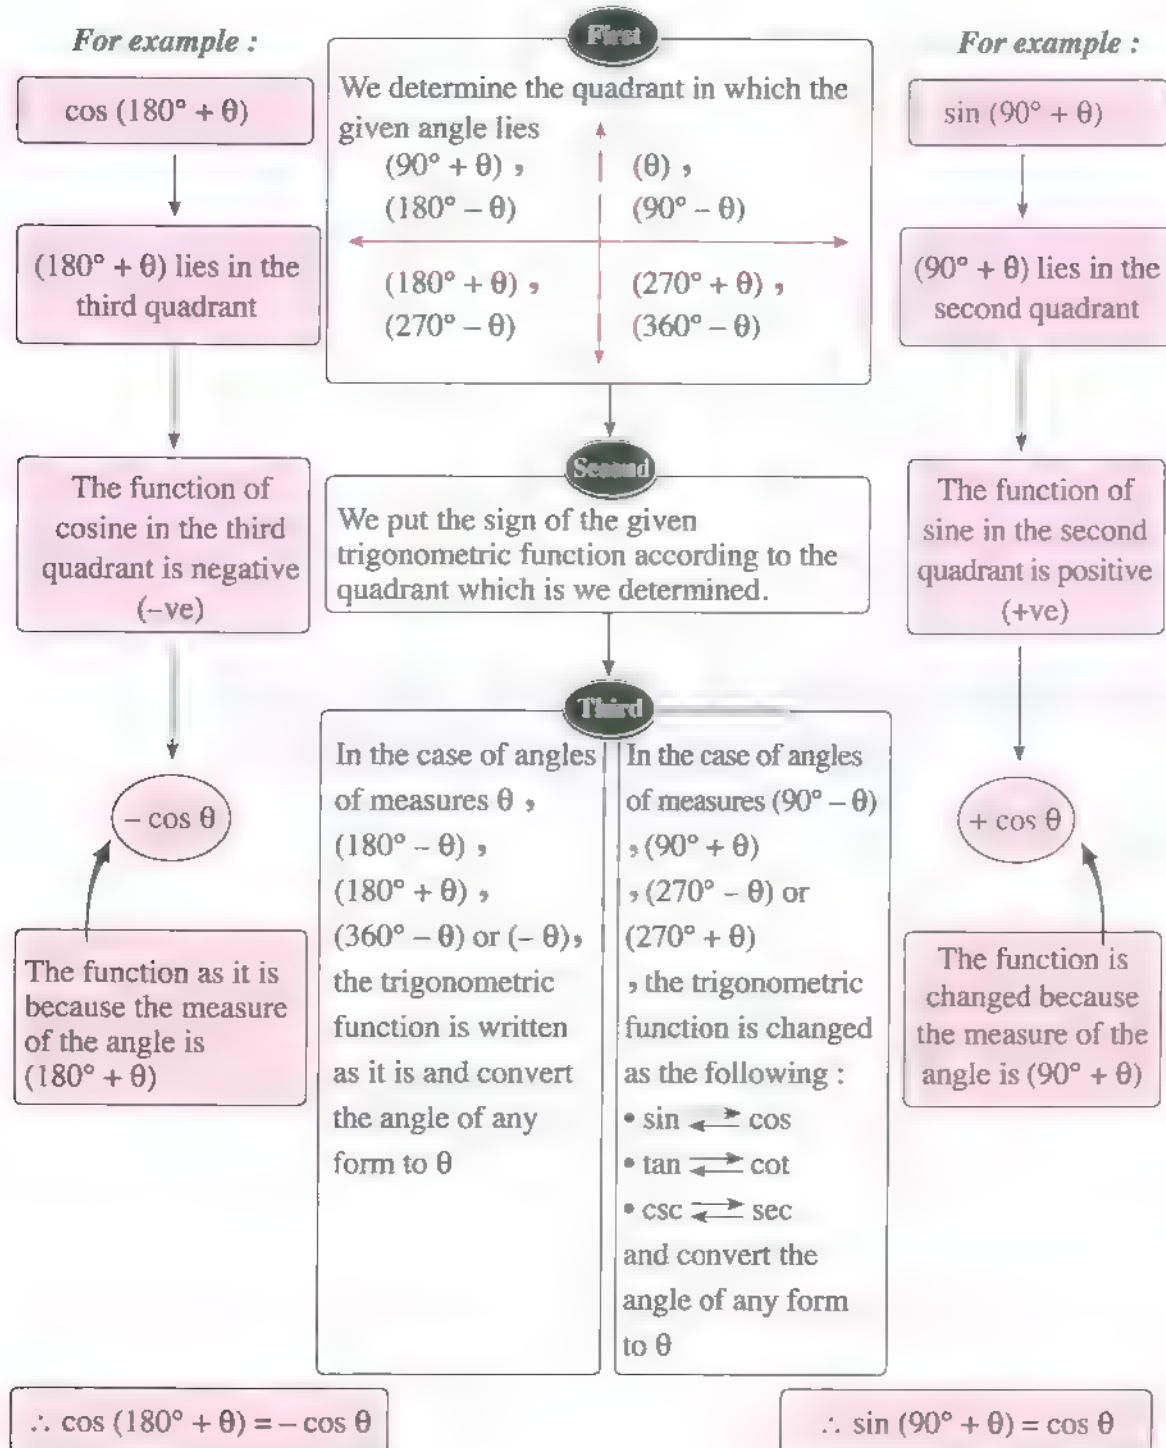 For example :
cos (180° + θ)
(180° + θ) lies in the
third quadrant
The function of
cosine in the third
quadrant is negative
(–ve)
– cos θ
The function as it is
because the measure
of the angle is
(180° + θ)
First
We determine the quadrant in which the
given angle lies
(90° + θ) , (θ) ,
(180° – θ) (90° – θ)
(180° + θ) , (270° + θ) ,
(270° – θ) (360° – θ)
Second
We put the sign of the given
trigonometric function according to the
quadrant which is we determined.
Third
In the case of angles
of measures θ ,
(180° – θ) ,
(180° + θ) ,
(360° – θ) or (– θ),
the trigonometric
function is written
as it is and convert
the angle of any
form to θ
In the case of angles
of measures (90° – θ)
, (90° + θ)
, (270° – θ) or
(270° + θ)
, the trigonometric
function is changed
as the following :
• sin ⇄ cos
• tan ⇄ cot
• csc ⇄ sec
and convert the
angle of any form
to θ
For example :
sin (90° + θ)
(90° + θ) lies in the
second quadrant
The function of
sine in the second
quadrant is positive
(+ve)
+ cos θ
The function is
changed because
the measure of the
angle is (90° + θ)
∴ cos (180° + θ) = – cos θ
∴ sin (90° + θ) = cos θ